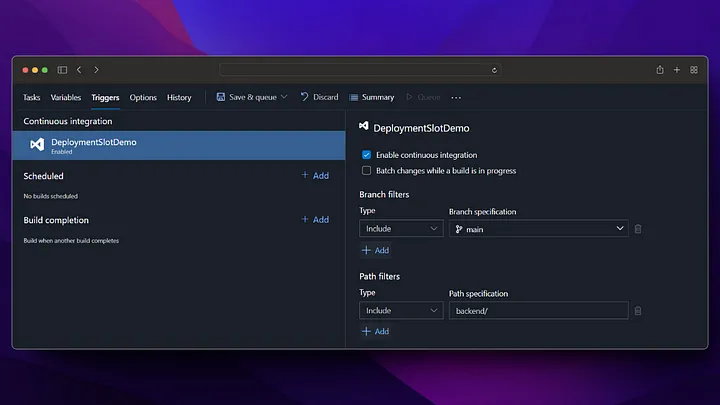 Tasks Variables Triggers Options History Save & queue Discard Summary Queue ...
Continuous integration
DeploymentSlotDemo
Enabled
Scheduled + Add
No builds scheduled
Build completion + Add
Build when another build completes
DeploymentSlotDemo
Enable continuous integration
Batch changes while a build is in progress
Branch filters
Type Branch specification
Include main
+ Add
Path filters
Type Path specification
Include backend/
+ Add